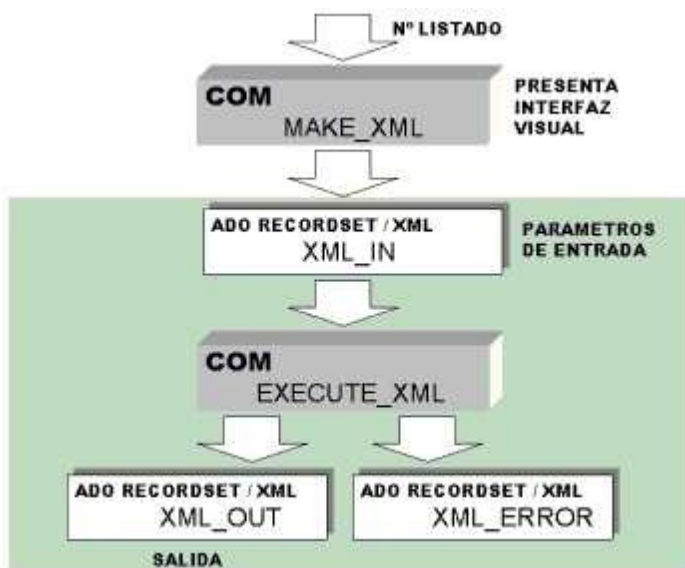 Nº LISTADO
COM
MAKE_XML
PRESENTA
INTERFAZ
VISUAL
ADO RECORDSET / XML
XML_IN
PARAMETROS
DE ENTRADA
COM
EXECUTE_XML
ADO RECORDSET / XML
XML_OUT
ADO RECORDSET / XML
XML_ERROR
SALIDA